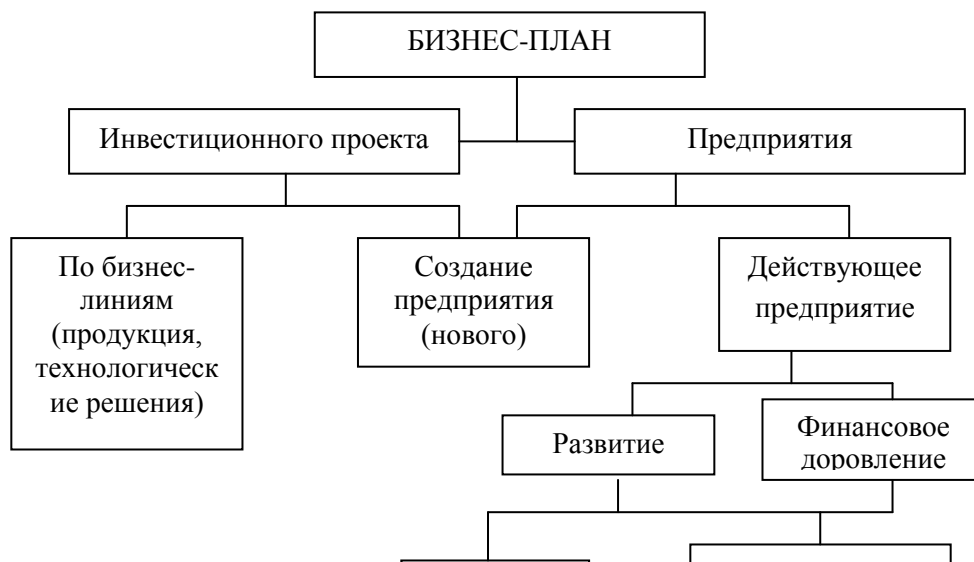 БИЗНЕС-ПЛАН
Инвестиционного проекта
Предприятия
По бизнес-
линиям
(продукция,
технологическ
ие решения)
Создание
предприятия
(нового)
Действующее
предприятие
Развитие
Финансовое
доровление